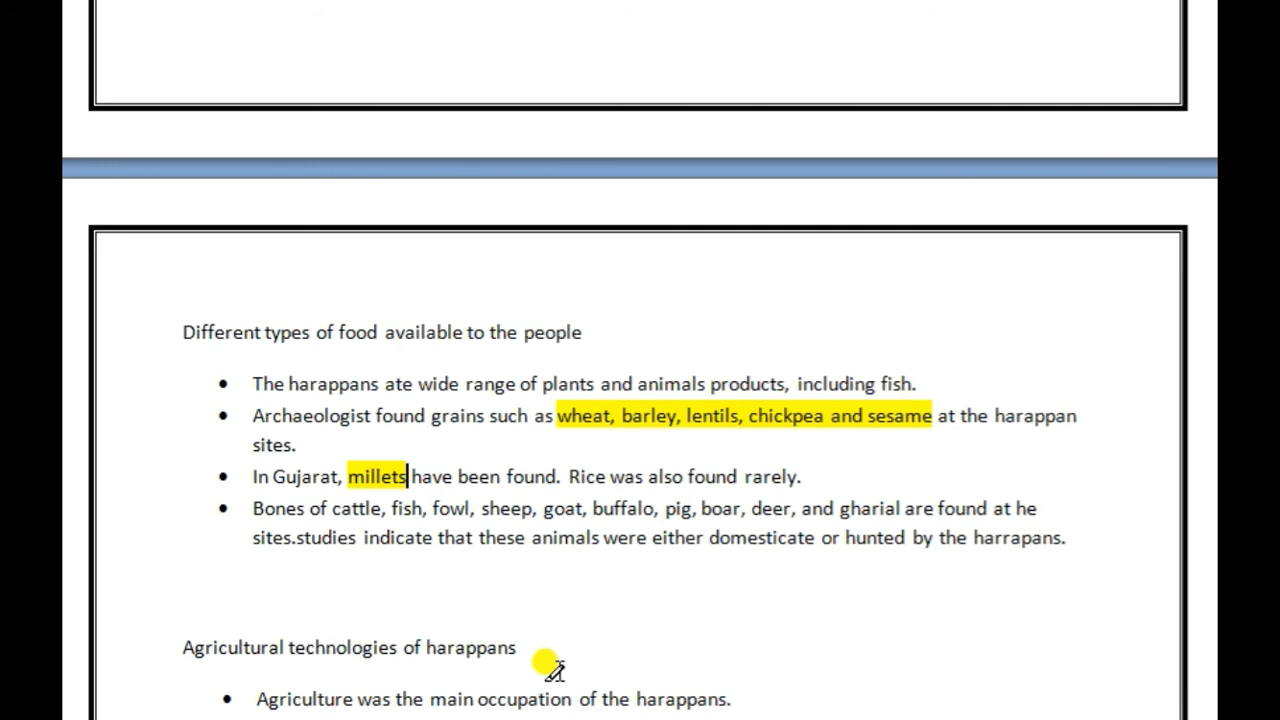 Different types of food available to the people
• The harappans ate wide range of plants and animals products, including fish.
• Archaeologist found grains such as wheat, barley, lentils, chickpea and sesame at the harappan
sites.
• In Gujarat, millets have been found. Rice was also found rarely.
• Bones of cattle, fish, fowl, sheep, goat, buffalo, pig, boar, deer, and gharial are found at he
sites.studies indicate that these animals were either domesticate or hunted by the harrapans.
Agricultural technologies of harappans
• Agriculture was the main occupation of the harappans.